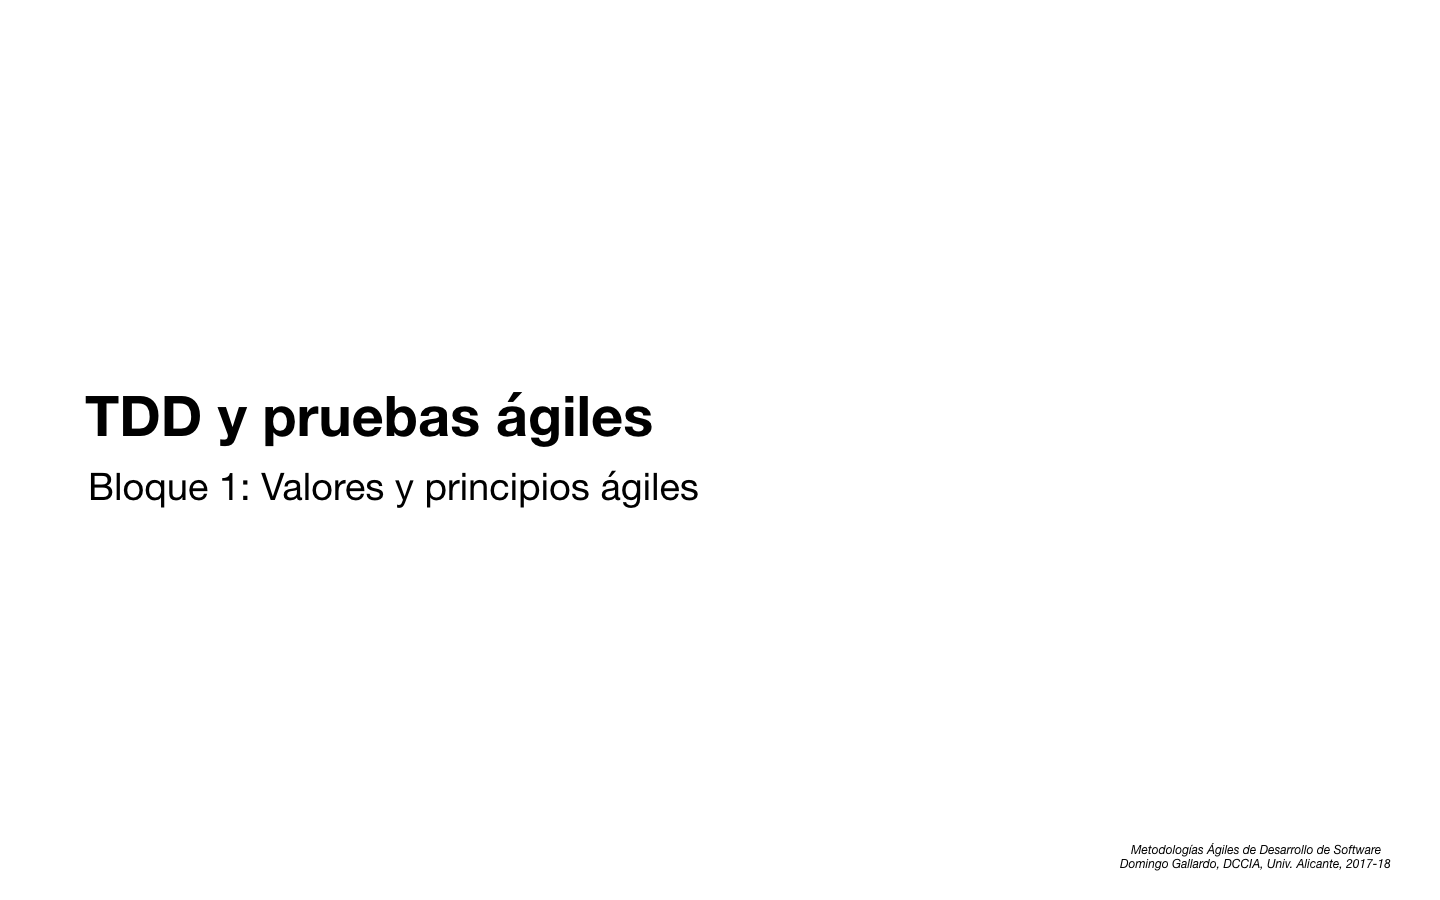 TDD y pruebas ágiles
Bloque 1: Valores y principios ágiles
Metodologías Ágiles de Desarrollo de Software
Domingo Gallardo, DCCIA, Univ. Alicante, 2017-18